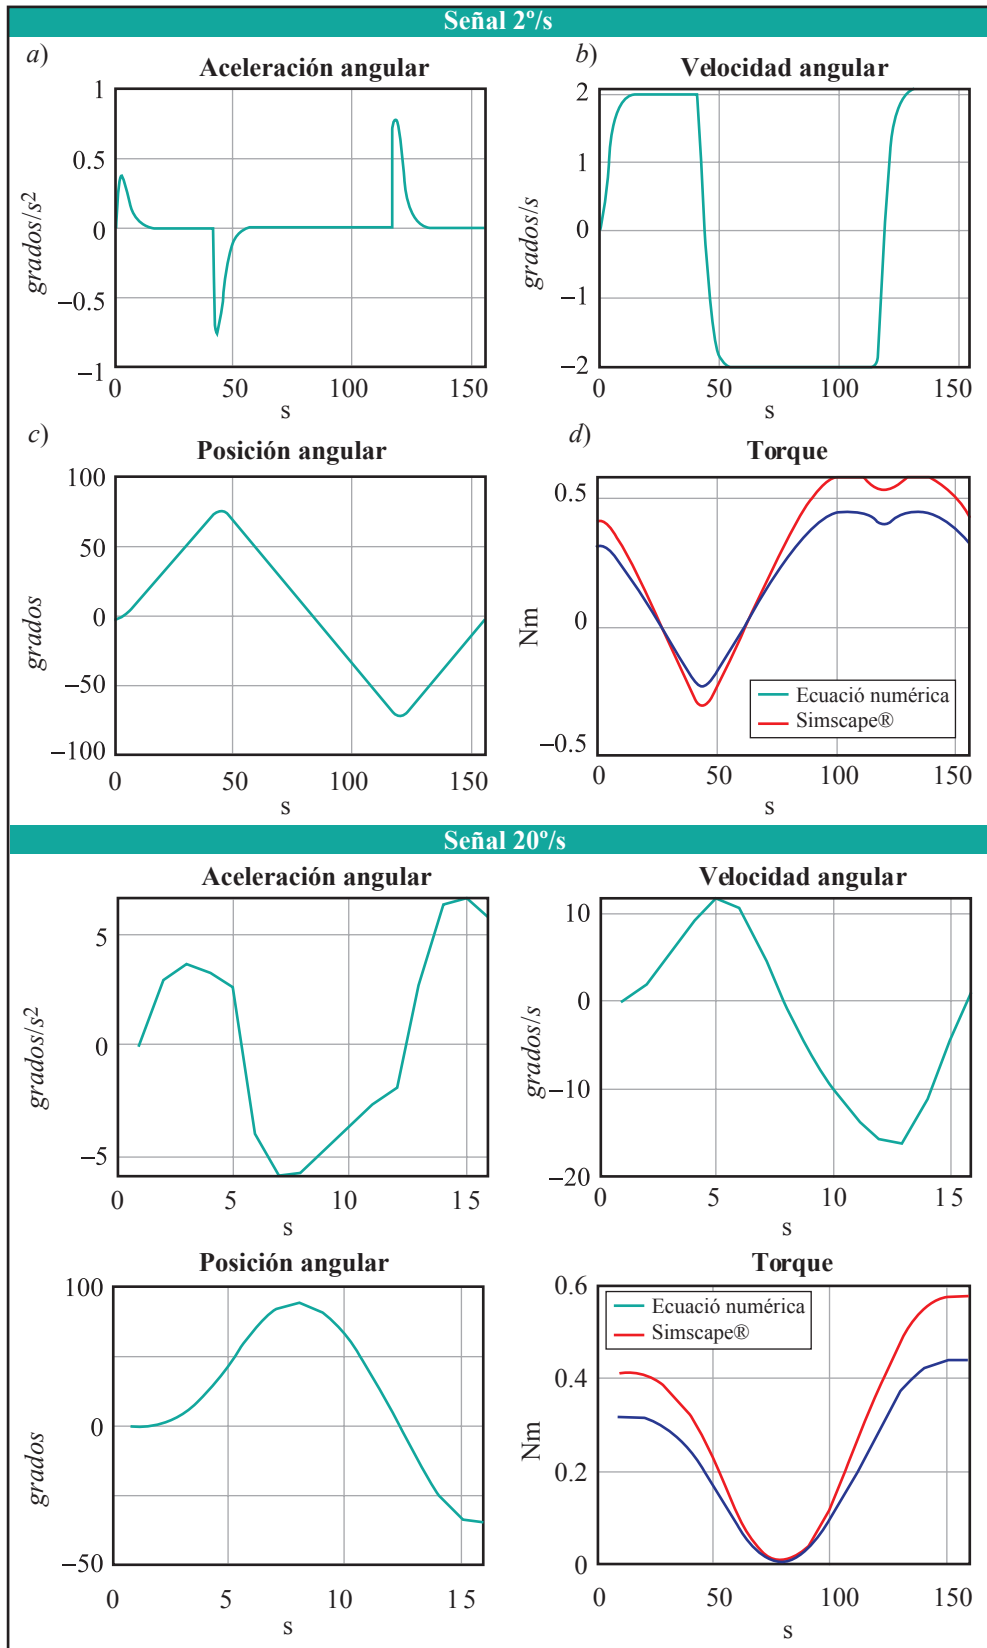 Señal 2º/s
a)
Aceleración angular
1
0.5
0
−0.5
−1
grados/s2
0 50 100 150
s
b)
Velocidad angular
2
1
0
−1
−2
grados/s
0 50 100 150
s
c)
Posición angular
100
50
0
−50
−100
grados
0 50 100 150
s
d)
Torque
0.5
0
−0.5
Nm
Ecuació numérica
Simscape®
0 50 100 150
s
Señal 20º/s
Aceleración angular
5
0
−5
grados/s2
0 5 10 15
s
Velocidad angular
10
0
−10
−20
grados/s
0 5 10 15
s
Posición angular
100
0
−50
grados
0 5 10 15
s
Torque
0.6
0.4
0.2
0
Nm
Ecuació numérica
Simscape®
0 50 100 150
s